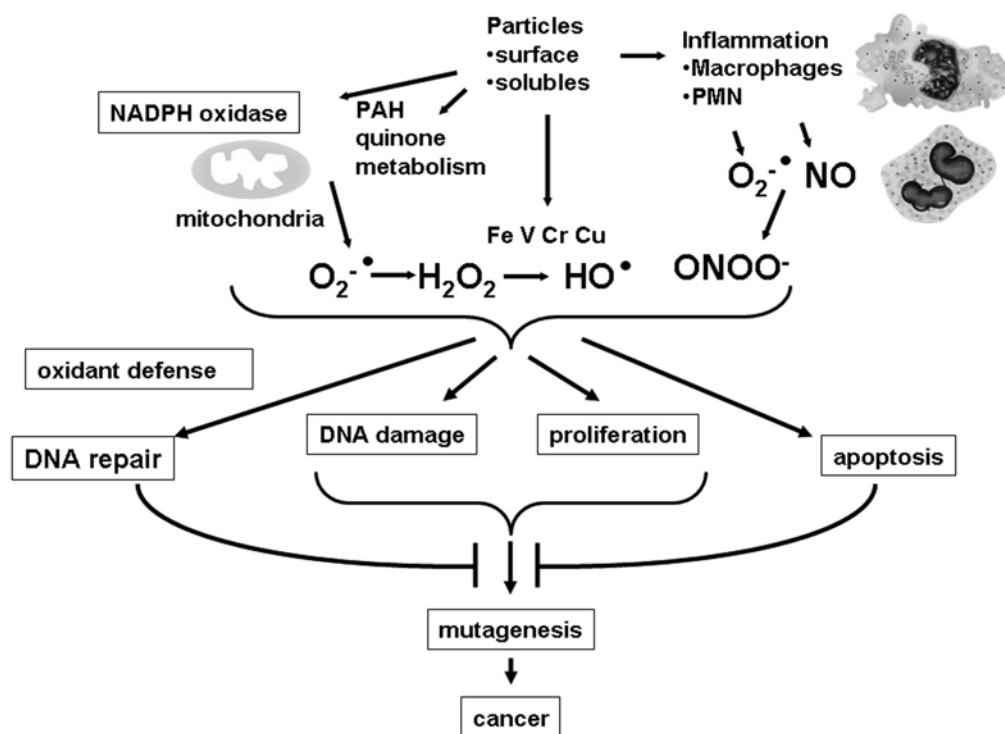 Particles
•surface
•solubles
Inflammation
•Macrophages
•PMN
NADPH oxidase
PAH
quinone
metabolism
mitochondria
O₂⁻• NO
Fe V Cr Cu
O₂⁻• H₂O₂ HO• ONOO⁻
oxidant defense
DNA repair
DNA damage
proliferation
apoptosis
mutagenesis
cancer